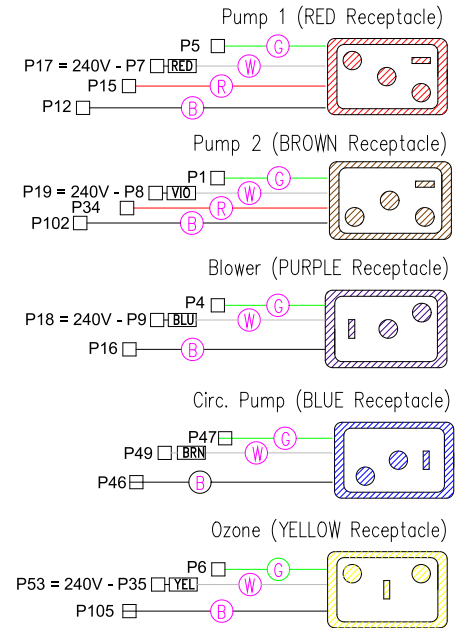 Pump 1 (RED Receptacle)
P5 G
P17 = 240V - P7 RED W
P15 R
P12 B
Pump 2 (BROWN Receptacle)
P1 G
P19 = 240V - P8 VIO W
P34 R
P102 B
Blower (PURPLE Receptacle)
P4 G
P18 = 240V - P9 BLU W
P16 B
Circ. Pump (BLUE Receptacle)
P47 G
P49 BRN W
P46 B
Ozone (YELLOW Receptacle)
P6 G
P53 = 240V - P35 YEL W
P105 B